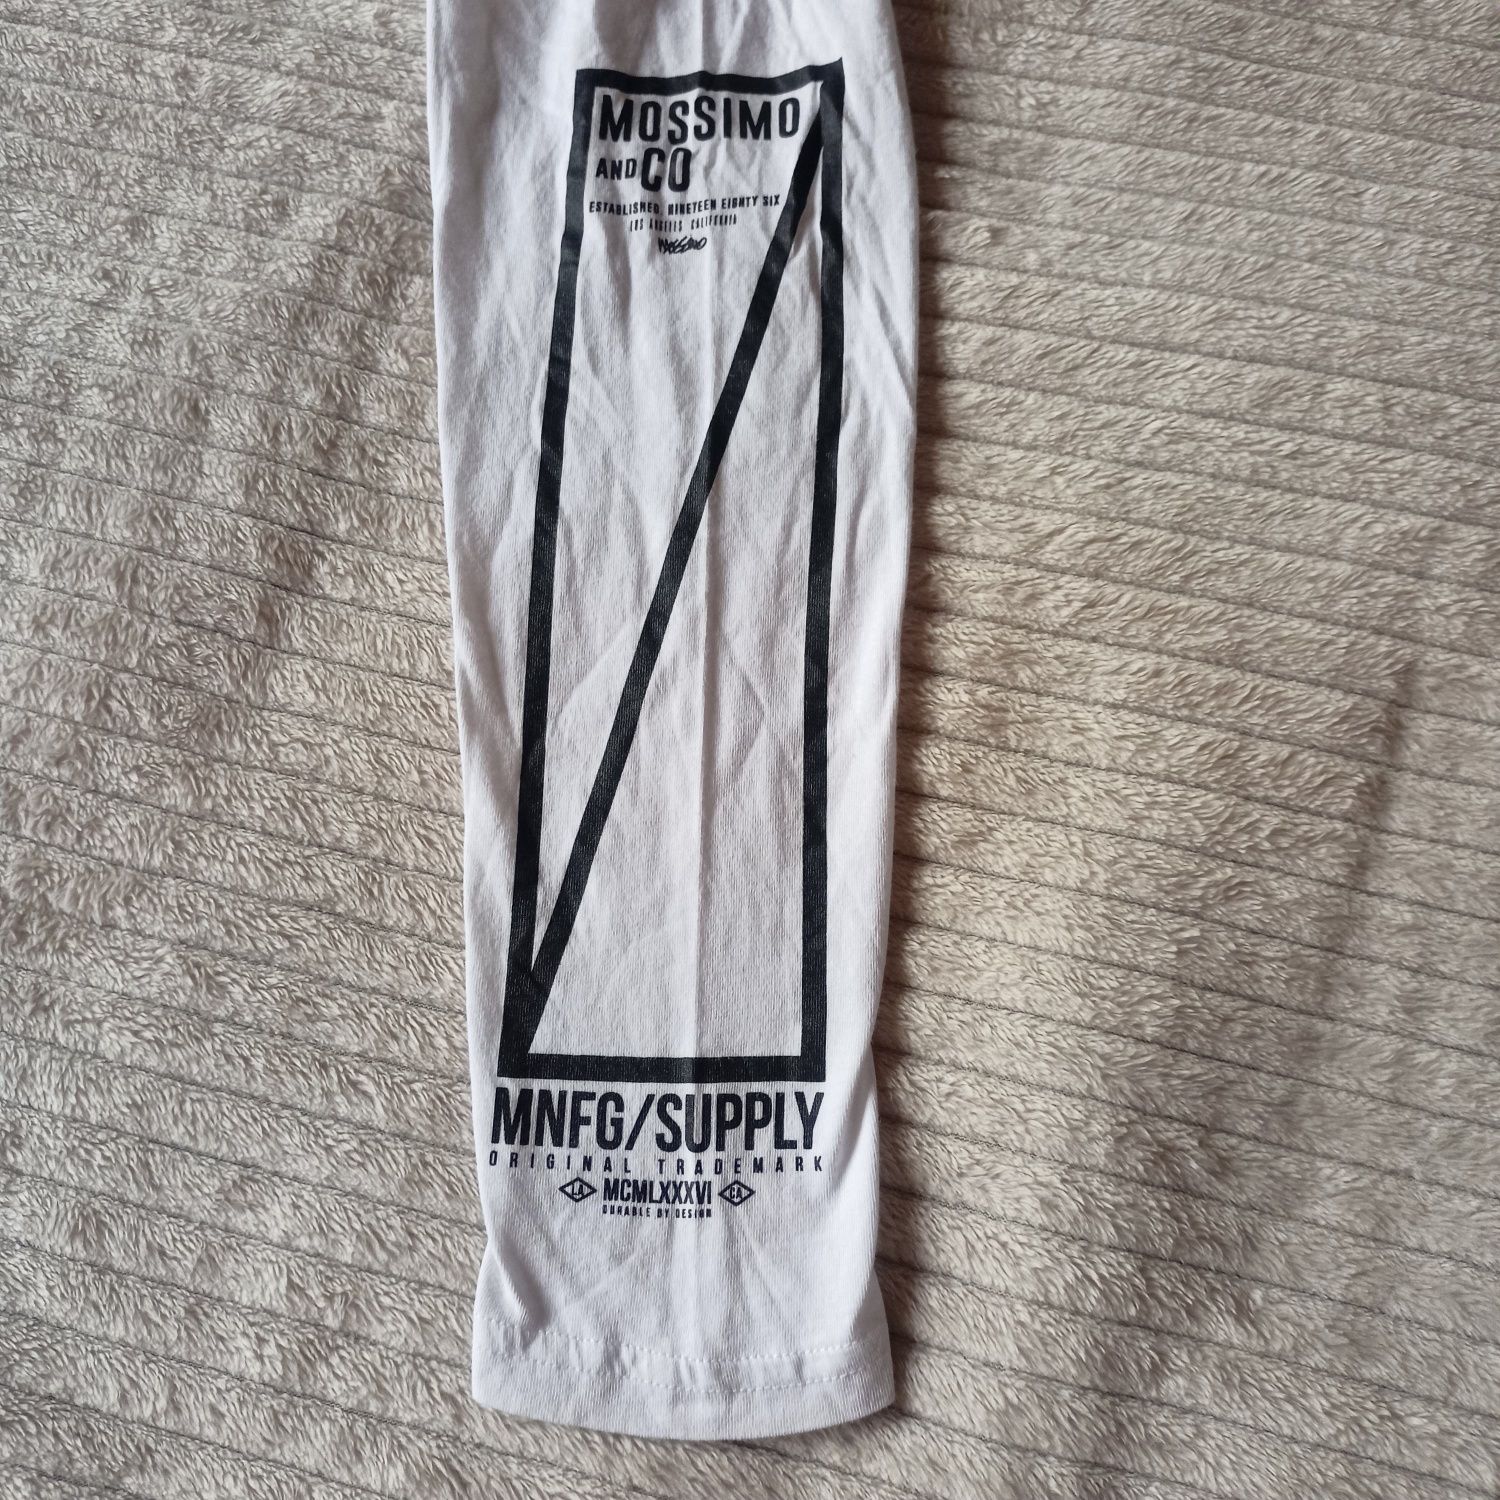 MOSSIMO
AND CO
ESTABLISHED. NINETEEN EIGHTY SIX
LOS ANGELES CALIFORNIA
Mossimo
MNFG/SUPPLY
ORIGINAL TRADEMARK
LA MCMLXXXVI CA
DURABLE BY DESIGN